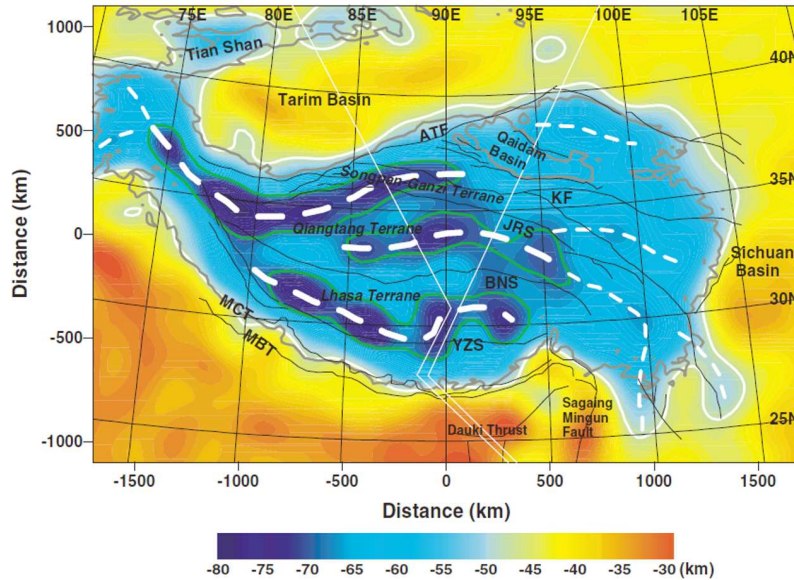 75E 80E 85E 90E 95E 100E 105E
1000
500
0
-500
-1000
Distance (km)
Tian Shan
40N
Tarim Basin
ATF
Qaidam
Basin
Songpan-Ganzi Terrane
35N
KF
Qiangtang Terrane
JRS
Sichuan
Basin
BNS
Lhasa Terrane
30N
MCT
MBT
YZS
Sagaing
Mingun
Fault
Dauki Thrust
25N
-1500 -1000 -500 0 500 1000 1500
Distance (km)
-80 -75 -70 -65 -60 -55 -50 -45 -40 -35 -30 (km)